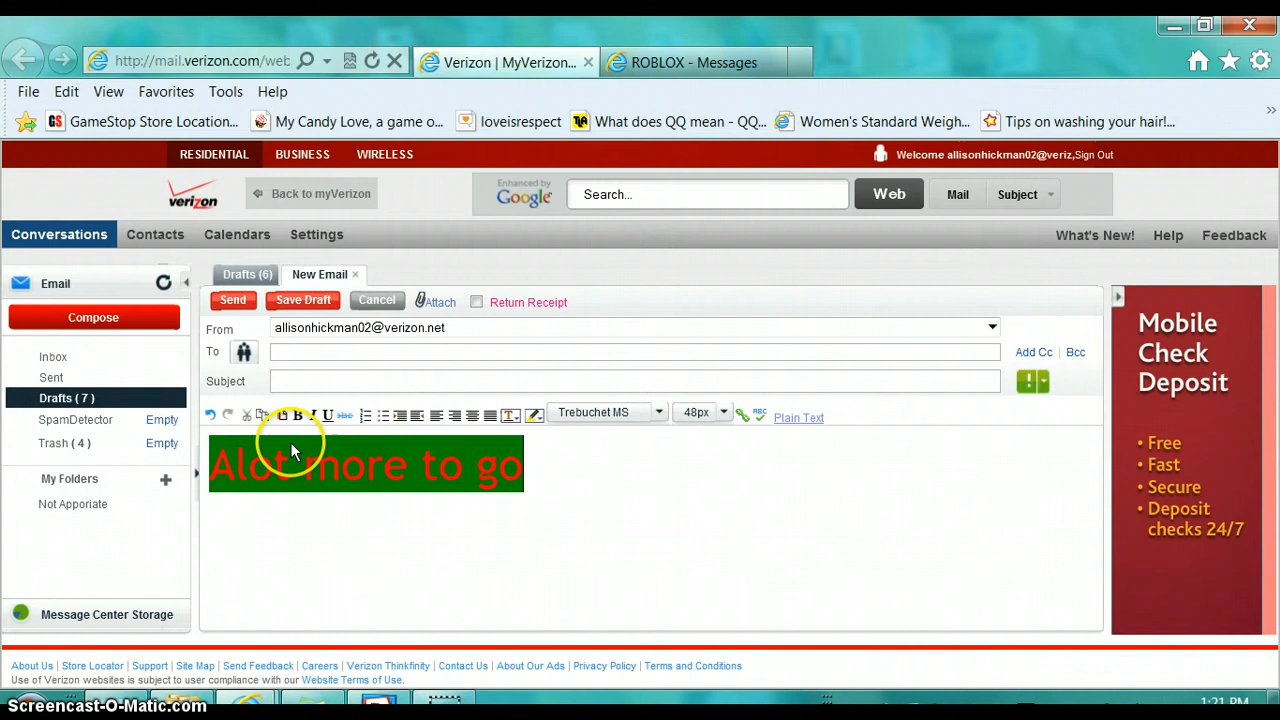 http://mail.verizon.com/web
Verizon | MyVerizon...
ROBLOX - Messages
File Edit View Favorites Tools Help
GS GameStop Store Location...
My Candy Love, a game o...
loveisrespect
What does QQ mean - QQ...
Women's Standard Weigh...
Tips on washing your hair!...
RESIDENTIAL BUSINESS WIRELESS
Welcome allisonhickman02@veriz,Sign Out
verizon
Back to myVerizon
Enhanced by
Google
Search...
Web
Mail
Subject
Conversations Contacts Calendars Settings
What's New! Help Feedback
Email
Compose
Inbox
Sent
Drafts ( 7 )
SpamDetector Empty
Trash ( 4 ) Empty
My Folders +
Not Apporiate
Message Center Storage
Drafts (6)
New Email
Send Save Draft Cancel Attach Return Receipt
From allisonhickman02@verizon.net
To
Add Cc | Bcc
Subject
B I U abc T Trebuchet MS 48px ABC Plain Text
Alot more to go
Mobile
Check
Deposit
• Free
• Fast
• Secure
• Deposit
checks 24/7
About Us | Store Locator | Support | Site Map | Send Feedback | Careers | Verizon Thinkfinity | Contact Us | About Our Ads | Privacy Policy | Terms and Conditions
Use of Verizon websites is subject to user compliance with our Website Terms of Use.
1:21 PM
Screencast-O-Matic.com